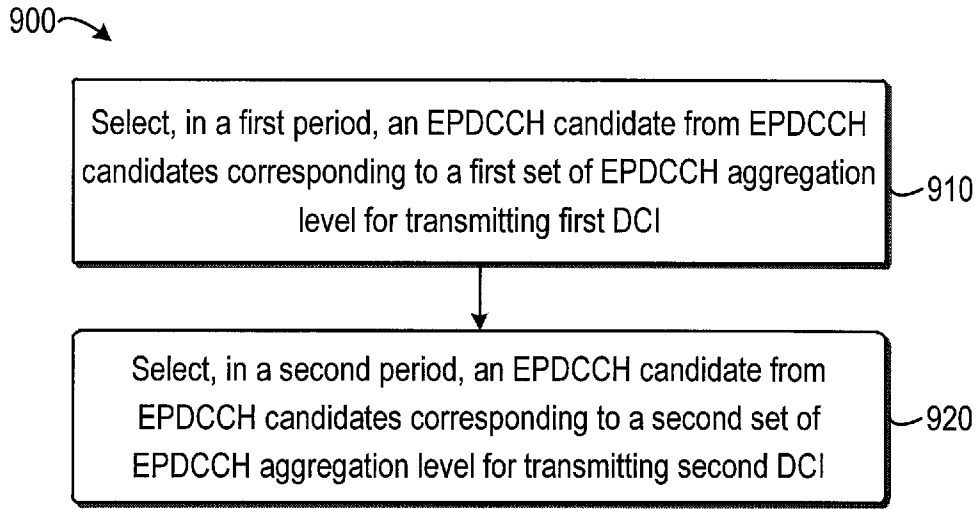 900
Select, in a first period, an EPDCCH candidate from EPDCCH
candidates corresponding to a first set of EPDCCH aggregation
level for transmitting first DCI
910
Select, in a second period, an EPDCCH candidate from
EPDCCH candidates corresponding to a second set of
EPDCCH aggregation level for transmitting second DCI
920